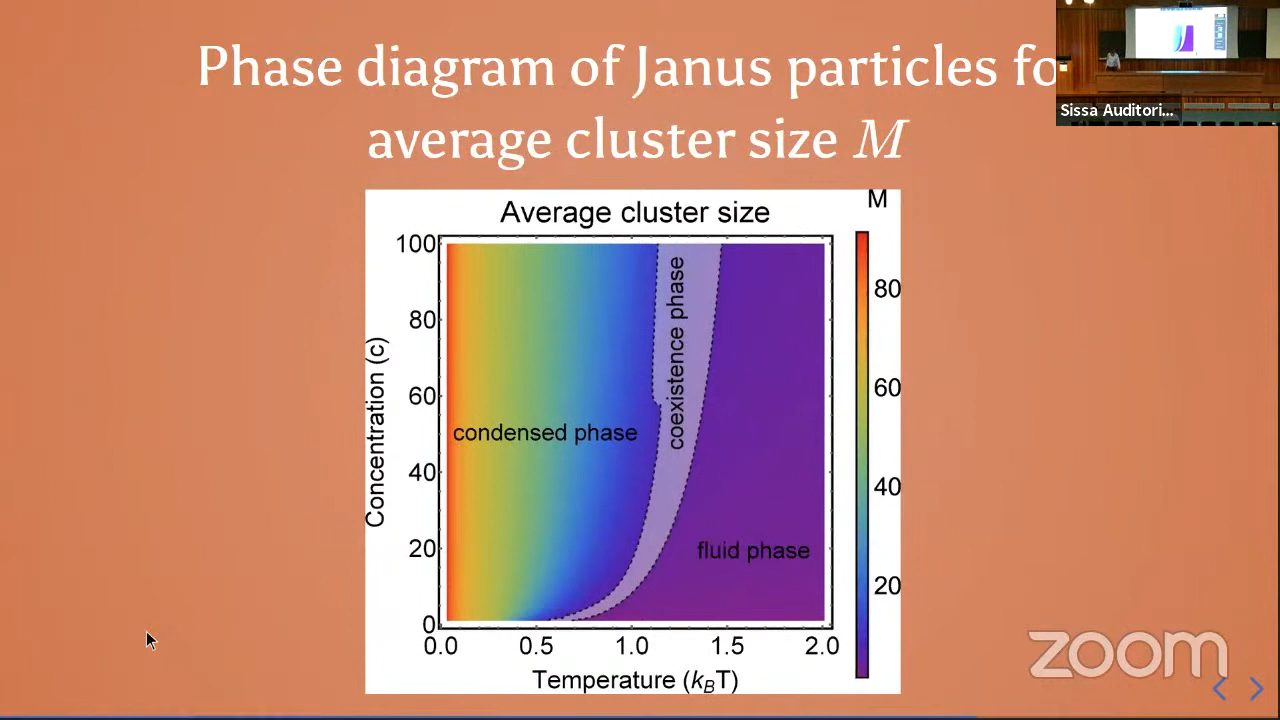 Phase diagram of Janus particles fo
average cluster size M
Sissa Auditori...
M
Average cluster size
100
80
60
40
20
0
0.0
0.5
1.0
1.5
2.0
Concentration (c)
Temperature (kBT)
condensed phase
coexistence phase
fluid phase
80
60
40
20
zoom